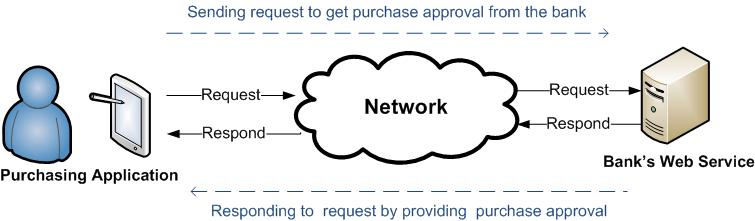 Sending request to get purchase approval from the bank
Request
Request
Network
Respond
Respond
Bank's Web Service
Purchasing Application
Responding to request by providing purchase approval